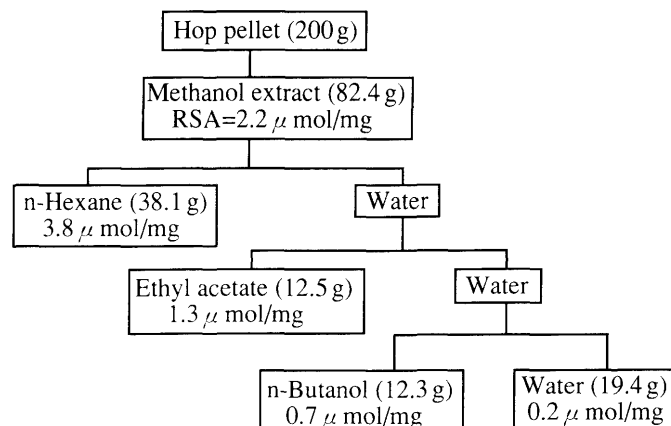 Hop pellet (200 g)
Methanol extract (82.4 g)
RSA=2.2 μ mol/mg
n-Hexane (38.1 g)
3.8 μ mol/mg
Water
Ethyl acetate (12.5 g)
1.3 μ mol/mg
Water
n-Butanol (12.3 g)
0.7 μ mol/mg
Water (19.4 g)
0.2 μ mol/mg